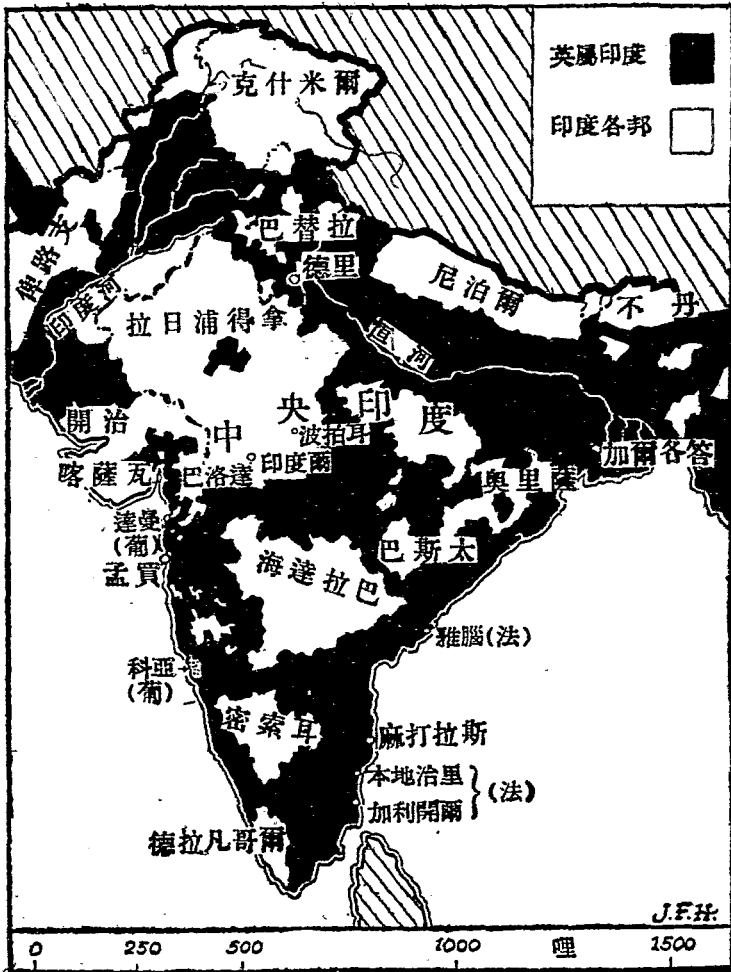 英屬印度
印度各邦
克什米爾
俾路支
巴替拉
德里
尼泊爾
不丹
印度河
拉日浦得拿
恒河
中央印度
開治
波拍耳
喀薩瓦
巴洛達
印度爾
加爾各答
奧里薩
達曼
(葡)
孟買
海達拉巴
巴斯太
雅腦(法)
科亞
(葡)
密索耳
麻打拉斯
本地治里
加利開爾
(法)
德拉凡哥爾
J.F.H.
0 250 500 1000 哩 1500